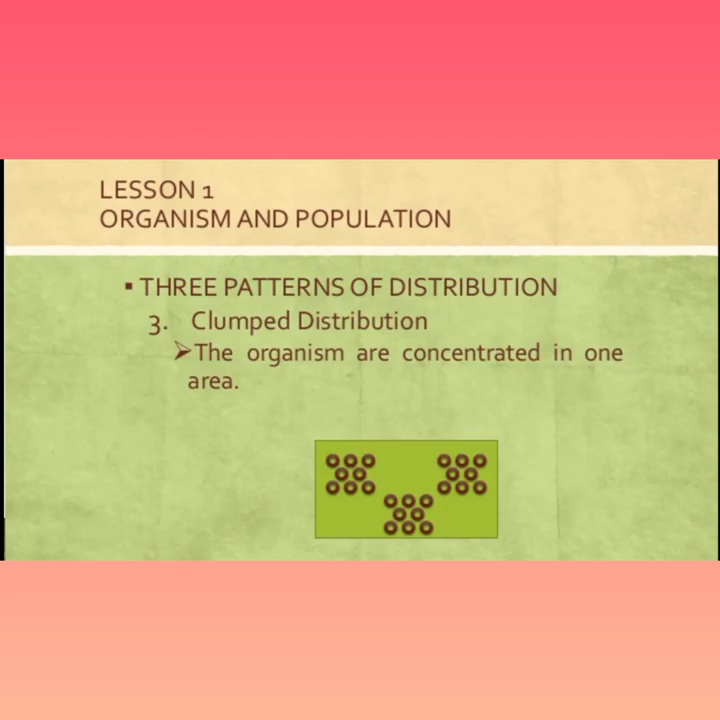 LESSON 1
ORGANISM AND POPULATION
▪ THREE PATTERNS OF DISTRIBUTION
3. Clumped Distribution
➢The organism are concentrated in one
area.